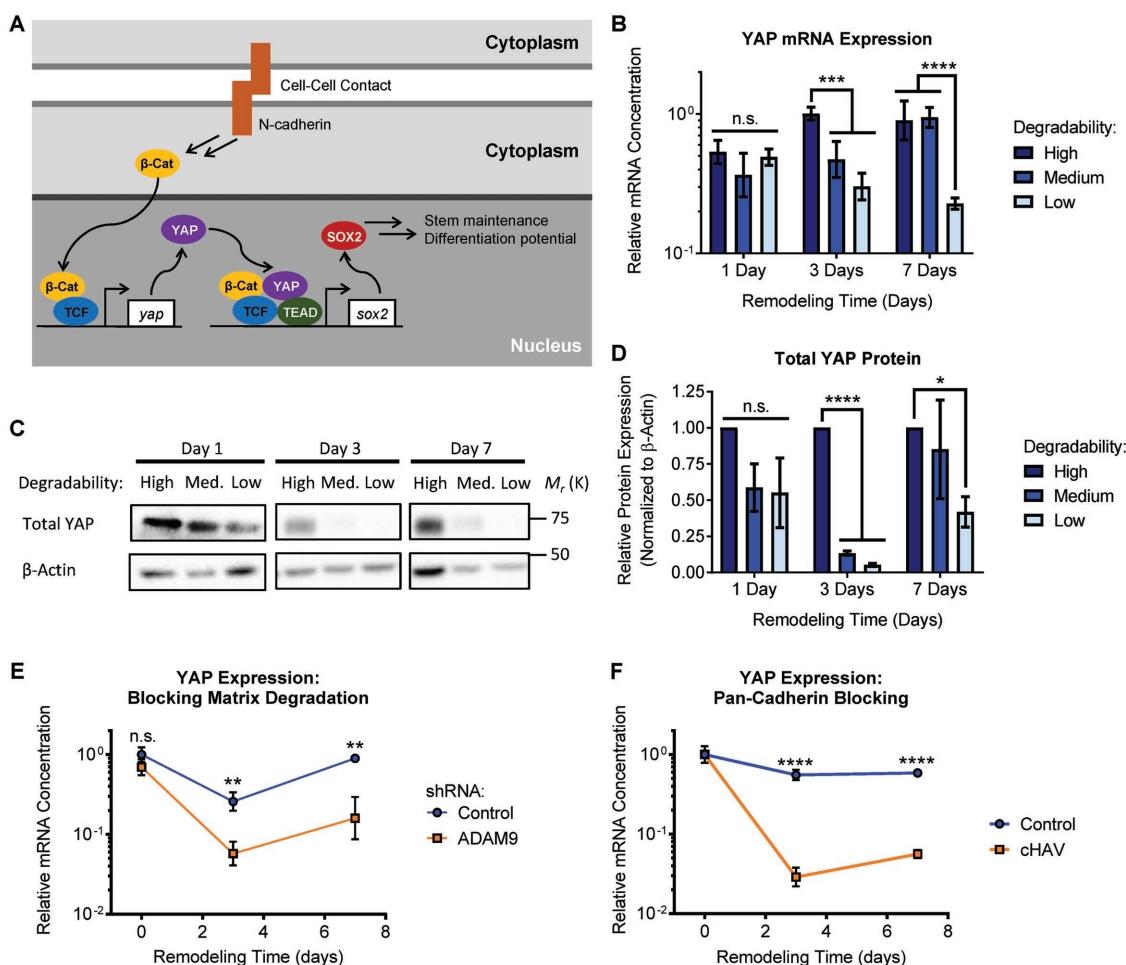 A
Cytoplasm
Cell-Cell Contact
N-cadherin
Cytoplasm
β-Cat
YAP
SOX2
Stem maintenance
Differentiation potential
β-Cat
TCF
yap
β-Cat
YAP
TCF
TEAD
sox2
Nucleus
B
YAP mRNA Expression
Relative mRNA Concentration
10⁰
10⁻¹
n.s.
***
****
1 Day
3 Days
7 Days
Remodeling Time (Days)
Degradability:
High
Medium
Low
C
Day 1
Day 3
Day 7
Degradability:
High Med. Low
High Med. Low
High Med. Low
Mr (K)
Total YAP
75
50
β-Actin
D
Total YAP Protein
Relative Protein Expression
(Normalized to β-Actin)
1.25
1.00
0.75
0.50
0.25
0.00
n.s.
****
*
1 Day
3 Days
7 Days
Remodeling Time (Days)
Degradability:
High
Medium
Low
E
YAP Expression:
Blocking Matrix Degradation
Relative mRNA Concentration
10⁰
10⁻¹
10⁻²
n.s.
**
**
0 2 4 6 8
Remodeling Time (days)
shRNA:
Control
ADAM9
F
YAP Expression:
Pan-Cadherin Blocking
Relative mRNA Concentration
10⁰
10⁻¹
10⁻²
****
****
0 2 4 6 8
Remodeling Time (days)
Control
cHAV